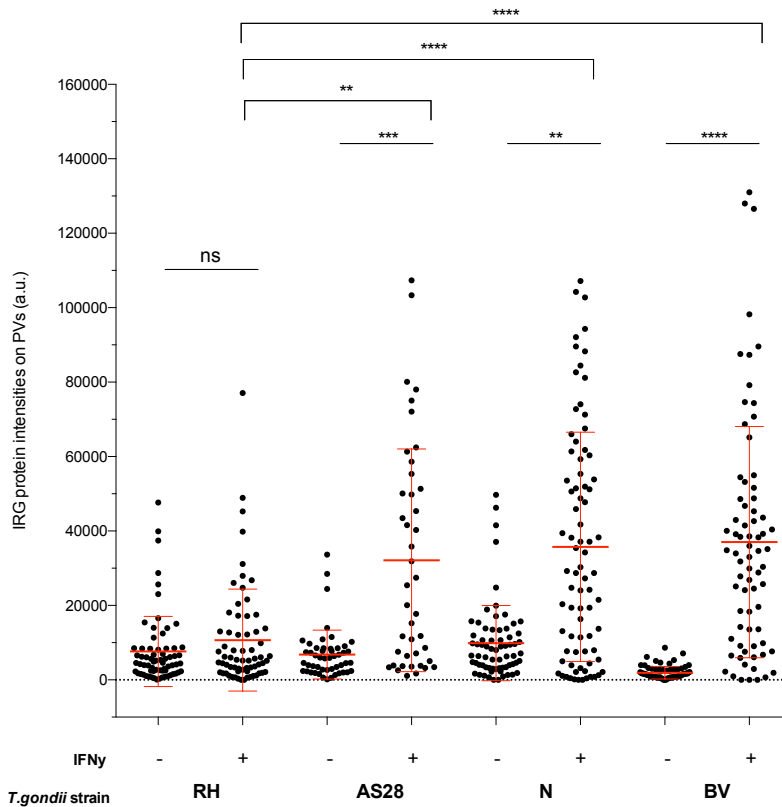 ****
****
**
*** ** ****
ns
IRG protein intensities on PVs (a.u.)
160000
140000
120000
100000
80000
60000
40000
20000
0
IFNy - + - + - + - +
T.gondii strain RH AS28 N BV